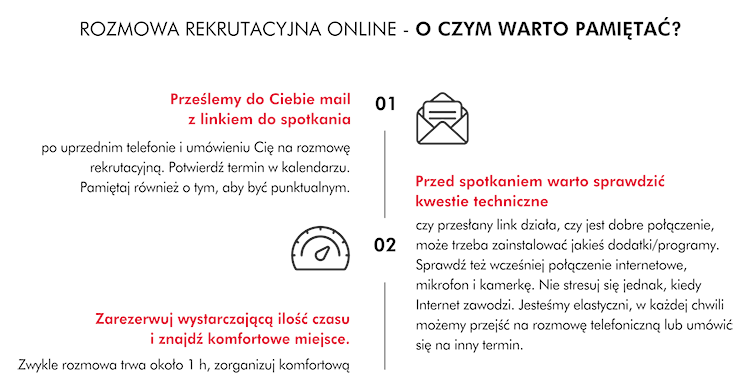 ROZMOWA REKRUTACYJNA ONLINE - O CZYM WARTO PAMIĘTAĆ?
01
Prześlemy do Ciebie mail
z linkiem do spotkania
po uprzednim telefonie i umówieniu Cię na rozmowę
rekrutacyjną. Potwierdź termin w kalendarzu.
Pamiętaj również o tym, aby być punktualnym.
02
Przed spotkaniem warto sprawdzić
kwestie techniczne
czy przesłany link działa, czy jest dobre połączenie,
może trzeba zainstalować jakieś dodatki/programy.
Sprawdź też wcześniej połączenie internetowe,
mikrofon i kamerkę. Nie stresuj się jednak, kiedy
Internet zawodzi. Jesteśmy elastyczni, w każdej chwili
możemy przejść na rozmowę telefoniczną lub umówić
się na inny termin.
Zarezerwuj wystarczającą ilość czasu
i znajdź komfortowe miejsce.
Zwykle rozmowa trwa około 1 h, zorganizuj komfortową